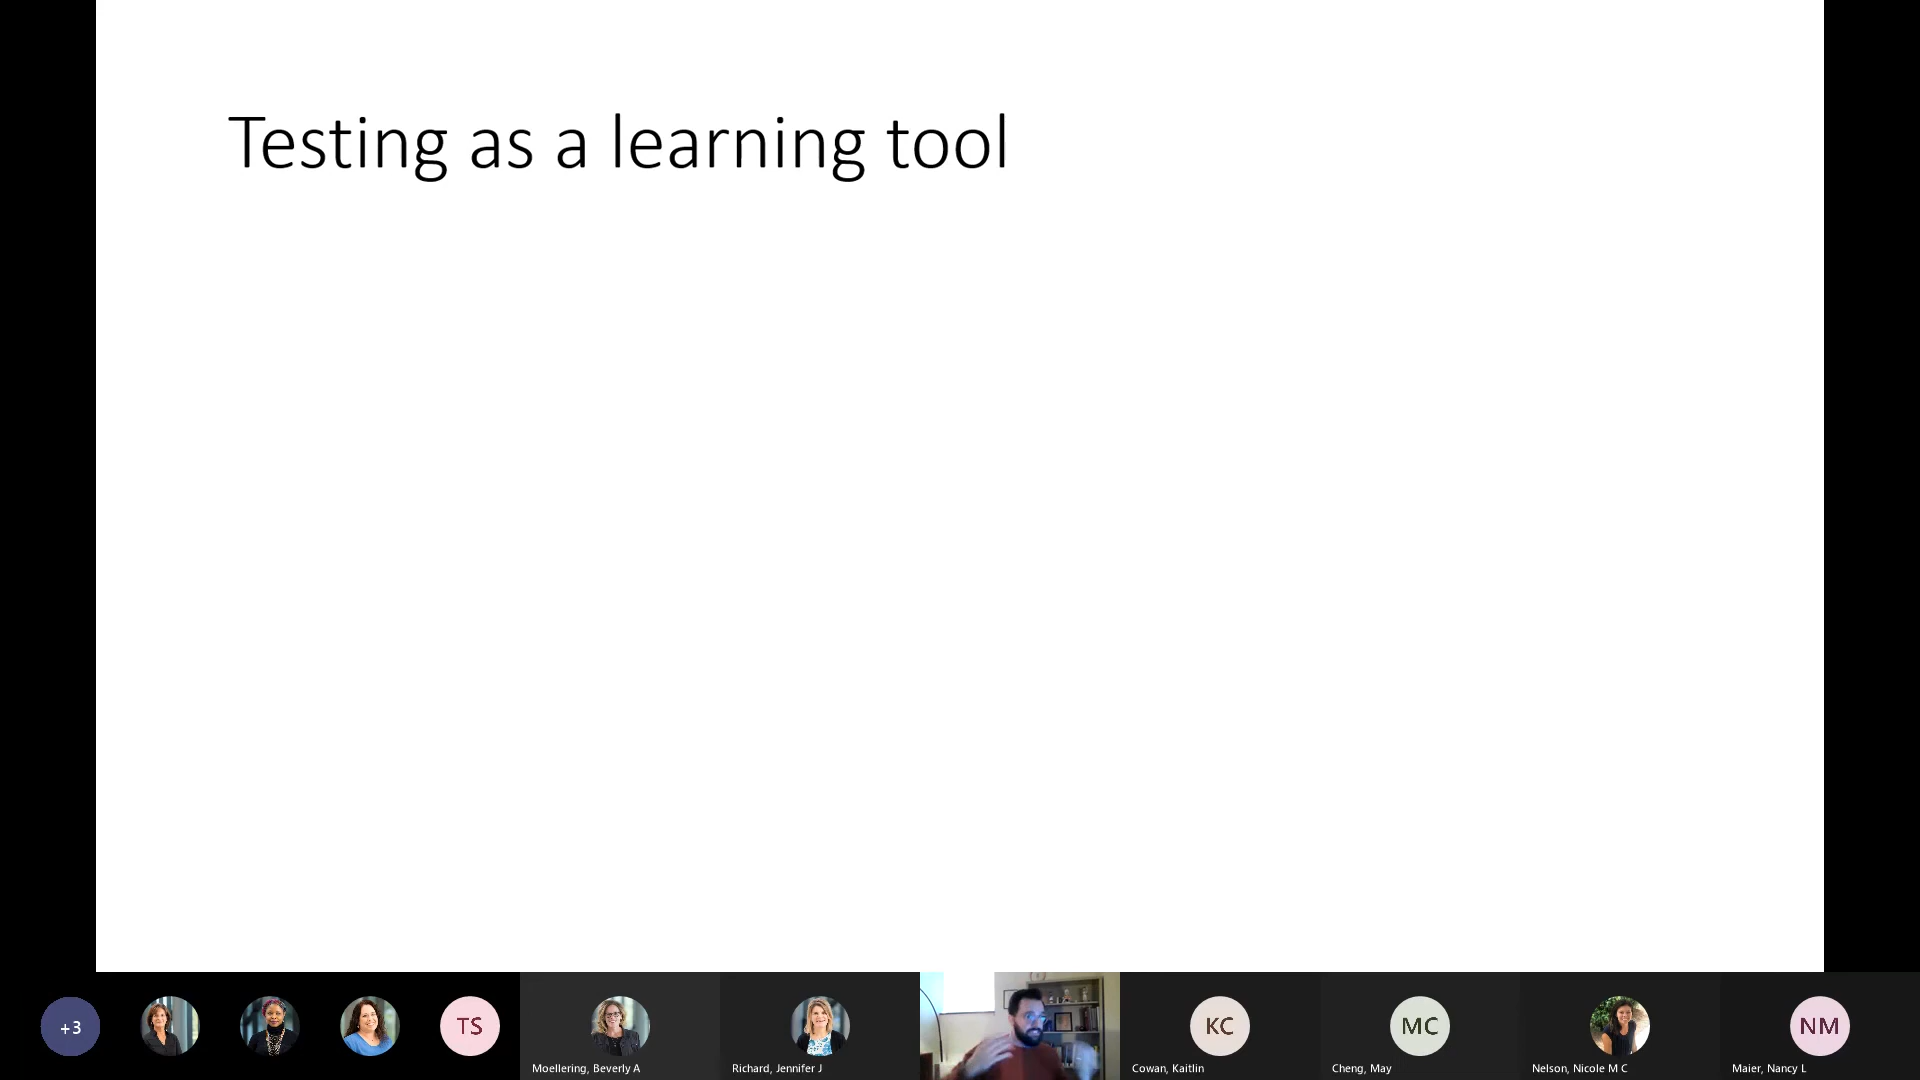 Testing as a learning tool
+3
TS
Moellering, Beverly A
Richard, Jennifer J
KC
Cowan, Kaitlin
MC
Cheng, May
Nelson, Nicole M C
NM
Maier, Nancy L